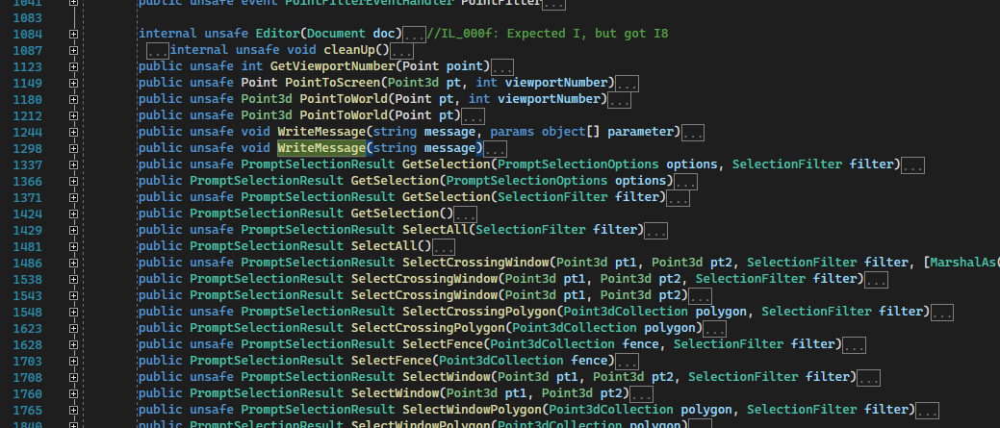 1041 public unsafe event PointFilterEventHandler PointFilter...
1083
1084 internal unsafe Editor(Document doc)...//IL_000f: Expected I, but got I8
1087 ...internal unsafe void cleanUp()...
1123 public unsafe int GetViewportNumber(Point point)...
1149 public unsafe Point PointToScreen(Point3d pt, int viewportNumber)...
1180 public unsafe Point3d PointToWorld(Point pt, int viewportNumber)...
1212 public unsafe Point3d PointToWorld(Point pt)...
1244 public unsafe void WriteMessage(string message, params object[] parameter)...
1298 public unsafe void WriteMessage(string message)...
1337 public unsafe PromptSelectionResult GetSelection(PromptSelectionOptions options, SelectionFilter filter)...
1366 public PromptSelectionResult GetSelection(PromptSelectionOptions options)...
1371 public unsafe PromptSelectionResult GetSelection(SelectionFilter filter)...
1424 public PromptSelectionResult GetSelection()...
1429 public unsafe PromptSelectionResult SelectAll(SelectionFilter filter)...
1481 public PromptSelectionResult SelectAll()...
1486 public unsafe PromptSelectionResult SelectCrossingWindow(Point3d pt1, Point3d pt2, SelectionFilter filter, [MarshalAs(
1538 public PromptSelectionResult SelectCrossingWindow(Point3d pt1, Point3d pt2, SelectionFilter filter)...
1543 public PromptSelectionResult SelectCrossingWindow(Point3d pt1, Point3d pt2)...
1548 public unsafe PromptSelectionResult SelectCrossingPolygon(Point3dCollection polygon, SelectionFilter filter)...
1623 public PromptSelectionResult SelectCrossingPolygon(Point3dCollection polygon)...
1628 public unsafe PromptSelectionResult SelectFence(Point3dCollection fence, SelectionFilter filter)...
1703 public PromptSelectionResult SelectFence(Point3dCollection fence)...
1708 public unsafe PromptSelectionResult SelectWindow(Point3d pt1, Point3d pt2, SelectionFilter filter)...
1760 public PromptSelectionResult SelectWindow(Point3d pt1, Point3d pt2)...
1765 public unsafe PromptSelectionResult SelectWindowPolygon(Point3dCollection polygon, SelectionFilter filter)...
1840 public PromptSelectionResult SelectWindowPolygon(Point3dCollection polygon)...